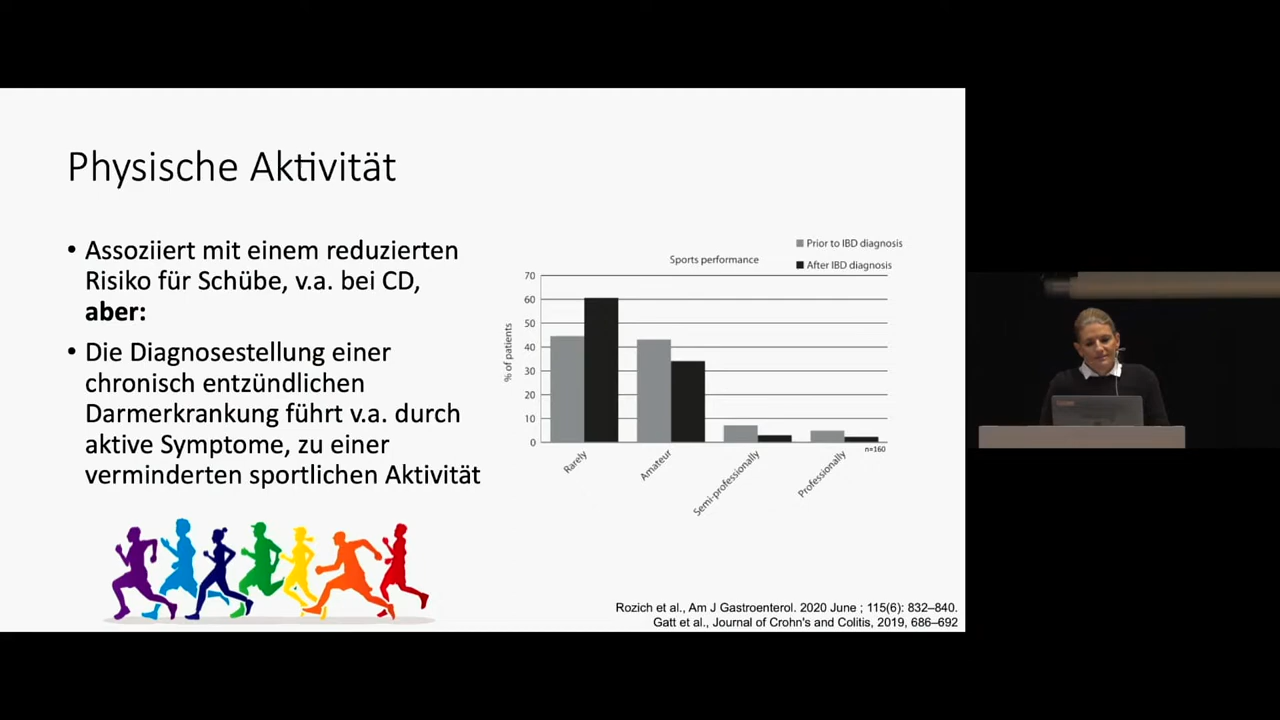 Physische Aktivität
• Assoziiert mit einem reduzierten
Risiko für Schübe, v.a. bei CD,
aber:
• Die Diagnosestellung einer
chronisch entzündlichen
Darmerkrankung führt v.a. durch
aktive Symptome, zu einer
verminderten sportlichen Aktivität
Prior to IBD diagnosis
After IBD diagnosis
Sports performance
% of patients
70
60
50
40
30
20
10
0
Rarely
Amateur
Semi-professionally
Professionally
n=160
Rozich et al., Am J Gastroenterol. 2020 June ; 115(6): 832–840.
Gatt et al., Journal of Crohn's and Colitis, 2019, 686–692